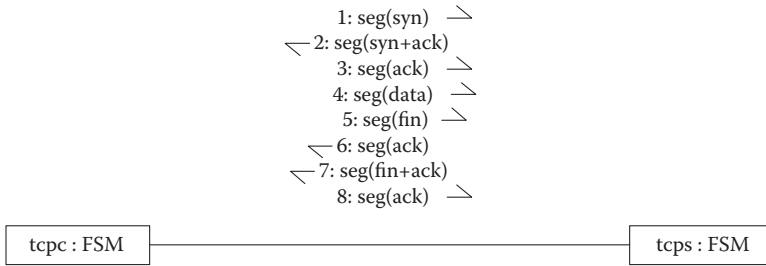 1: seg(syn)
2: seg(syn+ack)
3: seg(ack)
4: seg(data)
5: seg(fin)
6: seg(ack)
7: seg(fin+ack)
8: seg(ack)
tcpc : FSM
tcps : FSM